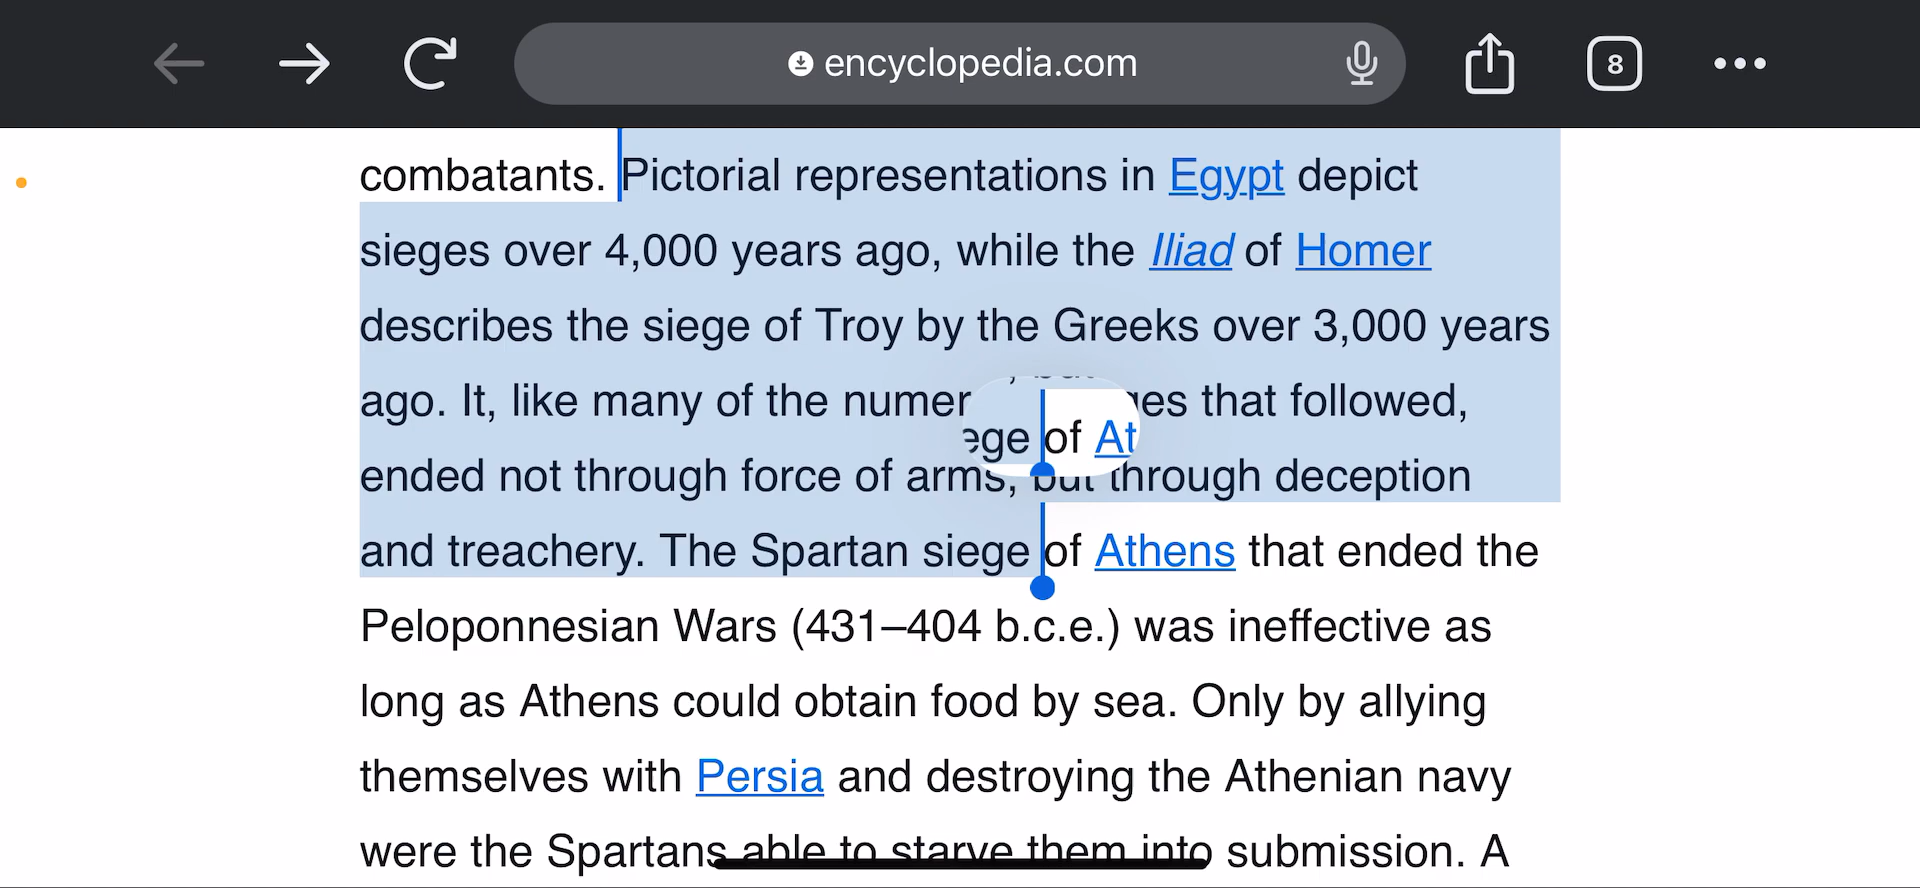 encyclopedia.com
8
combatants. Pictorial representations in Egypt depict
sieges over 4,000 years ago, while the Iliad of Homer
describes the siege of Troy by the Greeks over 3,000 years
ago. It, like many of the that followed,
ege of At
ended not through force of arms, but through deception
and treachery. The Spartan siege of Athens that ended the
Peloponnesian Wars (431–404 b.c.e.) was ineffective as
long as Athens could obtain food by sea. Only by allying
themselves with Persia and destroying the Athenian navy
were the Spartans able to starve them into submission. A